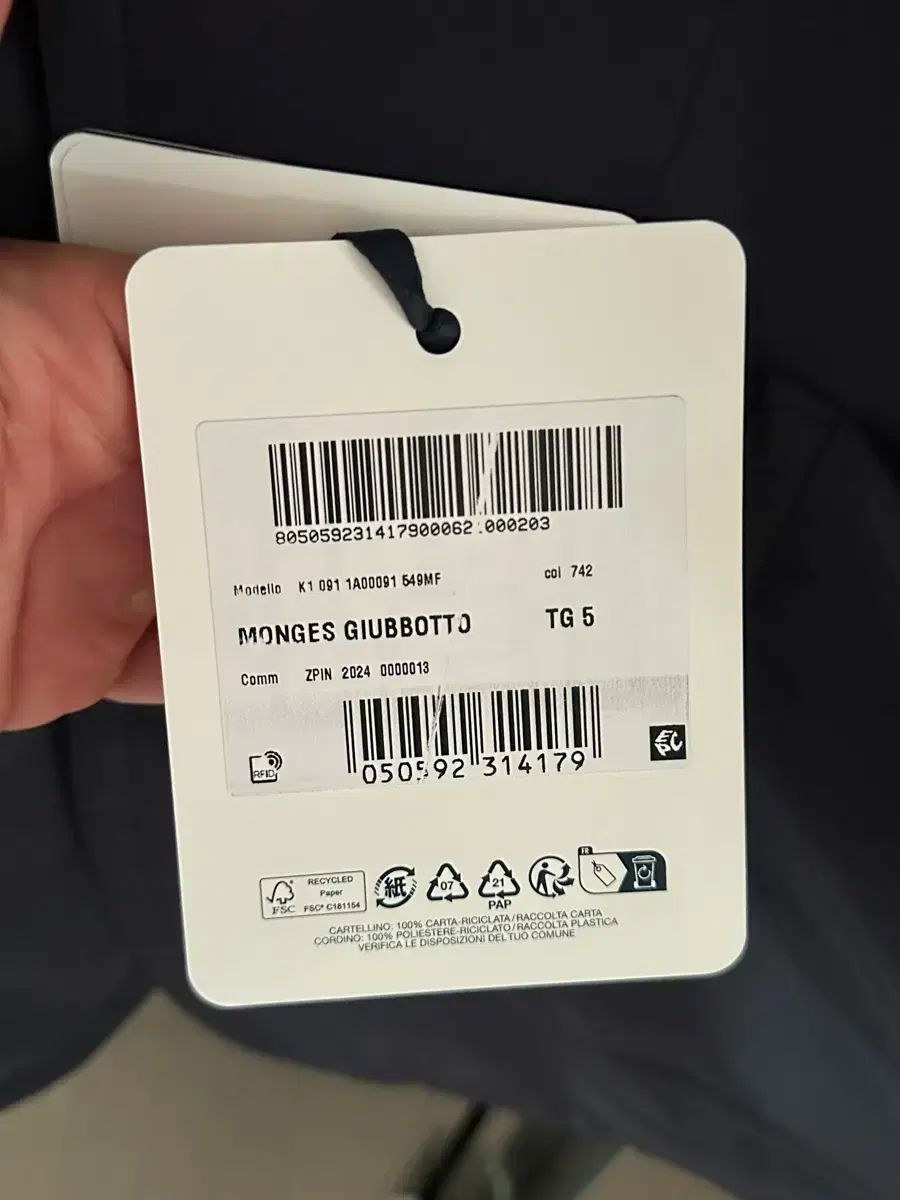 805059231417900062 000203
Modello K1 091 1A00091 549MF col 742
MONGES GIUBBOTTO TG 5
Comm ZPIN 2024 0000013
050592 314179
RFID
EPC
RECYCLED
Paper
FSC FSC® C181154
紙
07
21
PAP
FR
CARTELLINO: 100% CARTA-RICICLATA/RACCOLTA CARTA
CORDINO: 100% POLIESTERE-RICICLATO/RACCOLTA PLASTICA
VERIFICA LE DISPOSIZIONI DEL TUO COMUNE